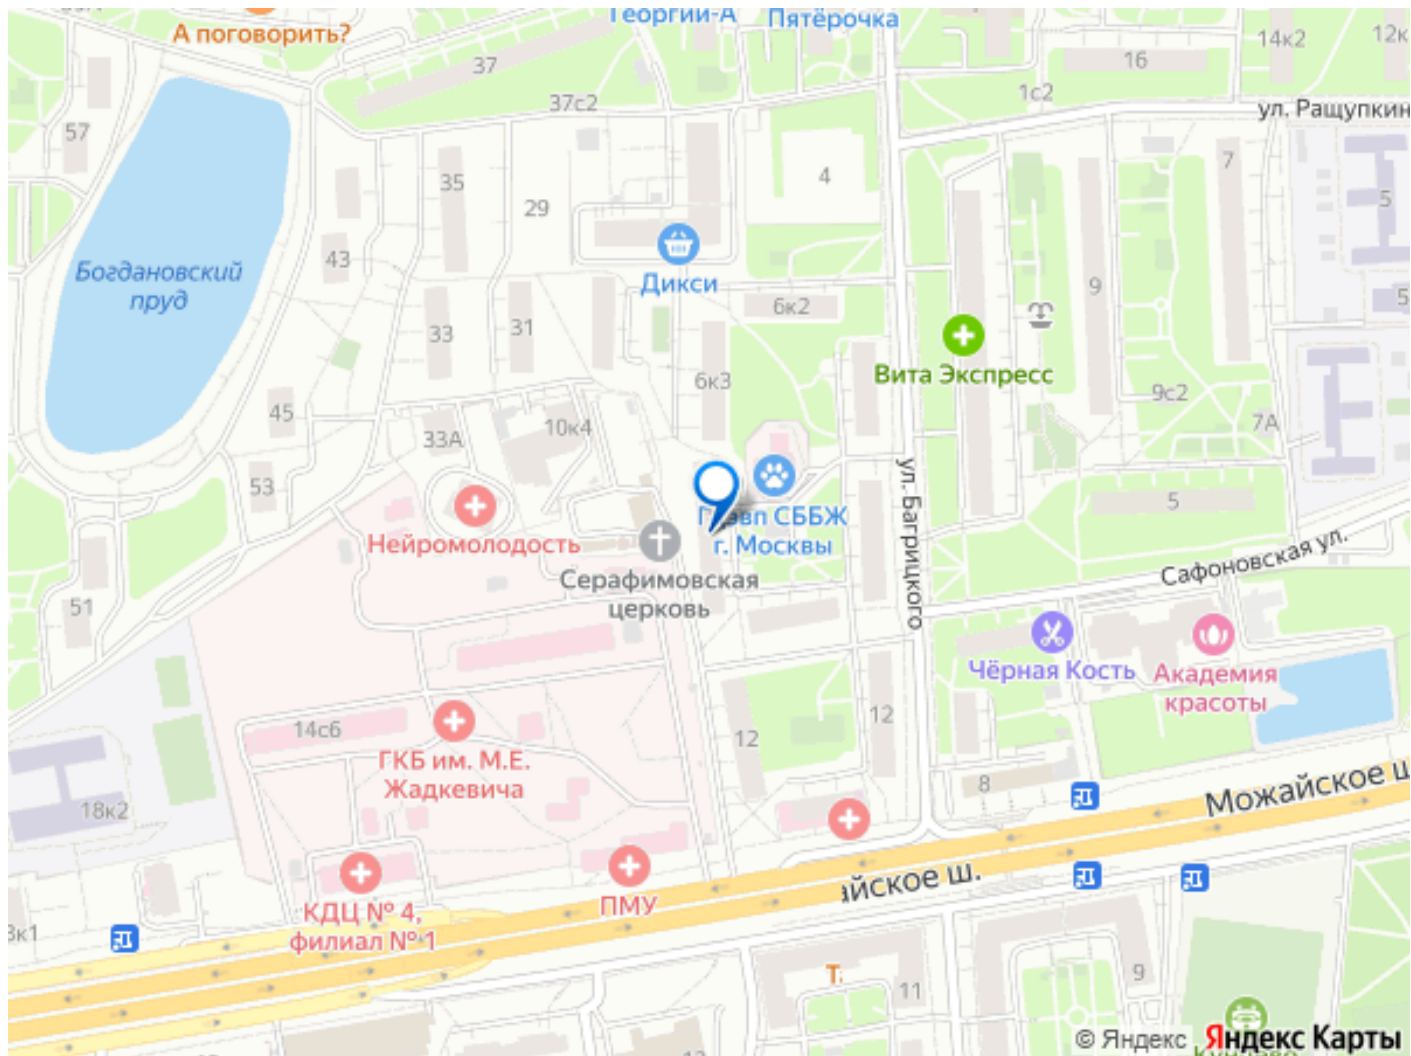 Георгий-А
Пятёрочка
А поговорить?
37
16
14к2
12к
37с2
1с2
ул. Ращупкин
57
4
7
35
5
29
43
Богдановский
пруд
Дикси
9
5
6к2
33
31
Вита Экспресс
6к3
9с2
45
10к4
7А
33А
53
ул. Багрицкого
5
СББЖ
г. Москвы
Нейромолодость
Сафоновская ул.
Серафимовская
церковь
51
Чёрная Кость
Академия
красоты
14с6
12
12
ГКБ им. М.Е.
Жадкевича
8
Можайское ш
18к2
айское ш.
ПМУ
КДЦ № 4,
филиал № 1
к1
9
11
© Яндекс Яндекс Карты